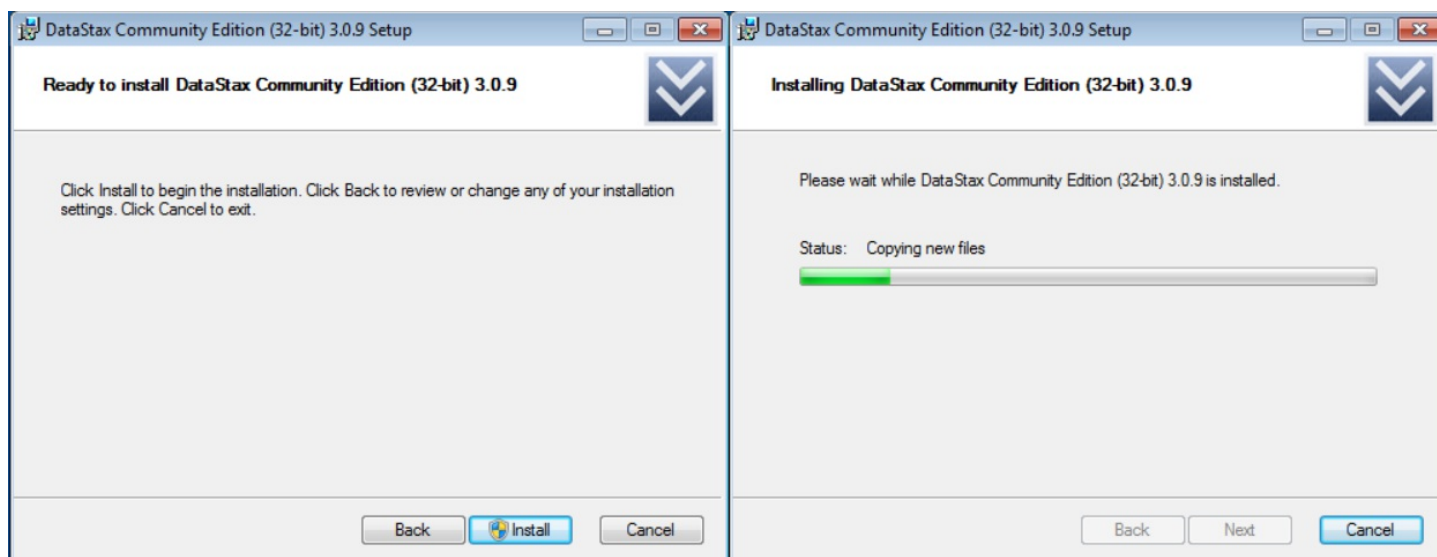 DataStax Community Edition (32-bit) 3.0.9 Setup
Ready to install DataStax Community Edition (32-bit) 3.0.9
Click Install to begin the installation. Click Back to review or change any of your installation
settings. Click Cancel to exit.
Back
Install
Cancel
DataStax Community Edition (32-bit) 3.0.9 Setup
Installing DataStax Community Edition (32-bit) 3.0.9
Please wait while DataStax Community Edition (32-bit) 3.0.9 is installed.
Status: Copying new files
Back
Next
Cancel